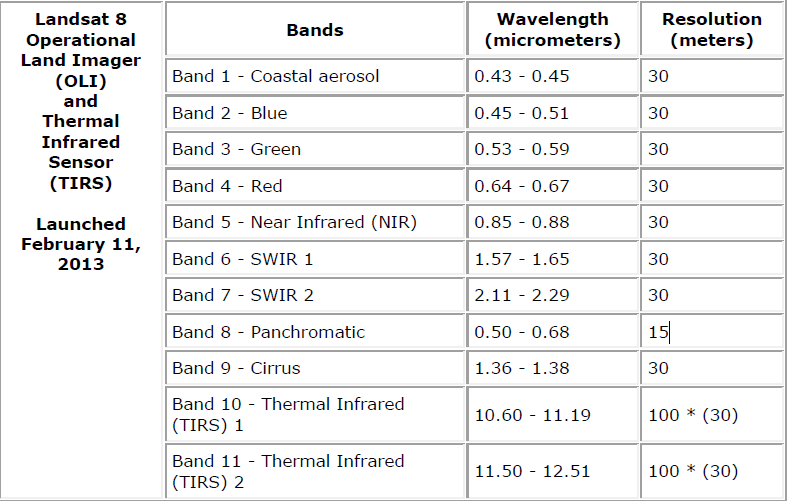 Landsat 8
Operational
Land Imager
(OLI)
and
Thermal
Infrared
Sensor
(TIRS)
Launched
February 11,
2013
Bands
Wavelength
(micrometers)
Resolution
(meters)
Band 1 - Coastal aerosol
0.43 - 0.45
30
Band 2 - Blue
0.45 - 0.51
30
Band 3 - Green
0.53 - 0.59
30
Band 4 - Red
0.64 - 0.67
30
Band 5 - Near Infrared (NIR)
0.85 - 0.88
30
Band 6 - SWIR 1
1.57 - 1.65
30
Band 7 - SWIR 2
2.11 - 2.29
30
Band 8 - Panchromatic
0.50 - 0.68
15
Band 9 - Cirrus
1.36 - 1.38
30
Band 10 - Thermal Infrared
(TIRS) 1
10.60 - 11.19
100 * (30)
Band 11 - Thermal Infrared
(TIRS) 2
11.50 - 12.51
100 * (30)